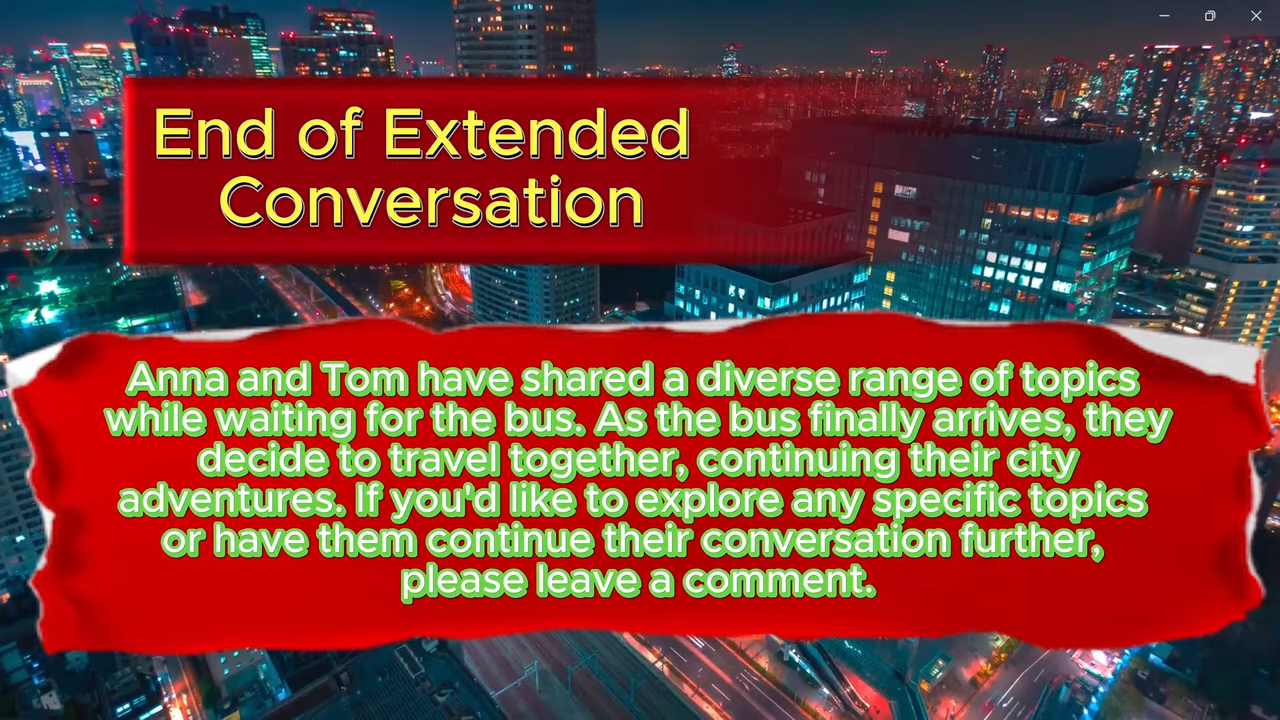 End of Extended
Conversation
Anna and Tom have shared a diverse range of topics
while waiting for the bus. As the bus finally arrives, they
decide to travel together, continuing their city
adventures. If you'd like to explore any specific topics
or have them continue their conversation further,
please leave a comment.